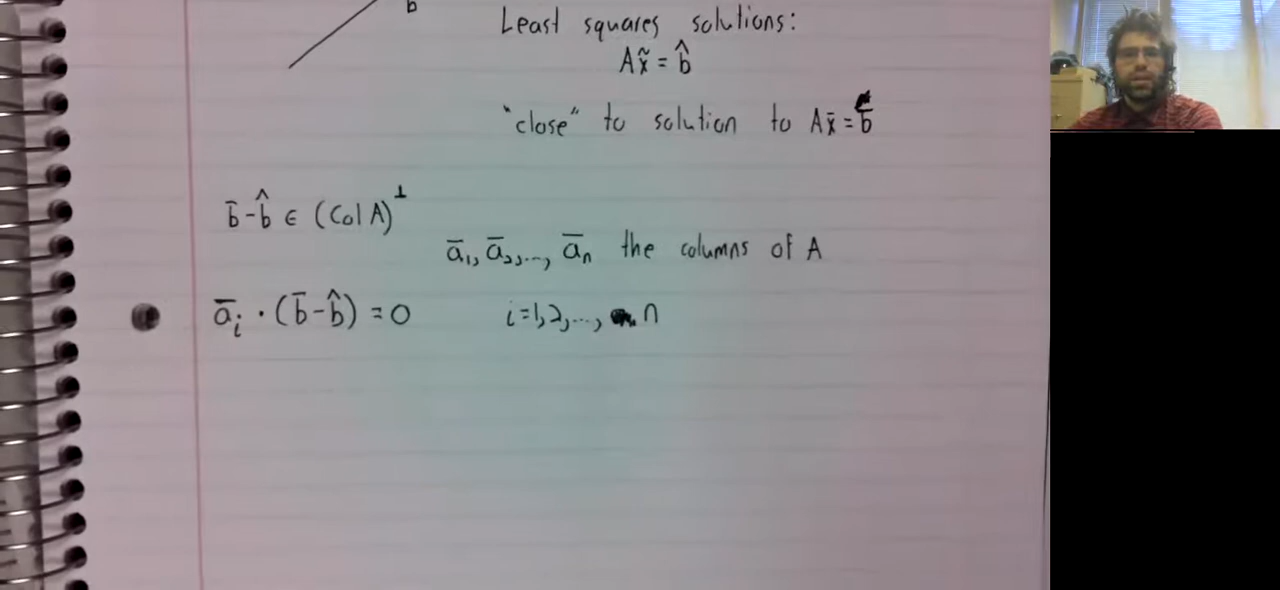 b
Least squares solutions:
Ax̃ = b̂
"close" to solution to Ax̄ = b̄
b̄ - b̂ ∈ (Col A)^⊥
ā₁, ā₂, ..., āₙ the columns of A
āᵢ · (b̄ - b̂) = 0 i = 1, 2, ..., n